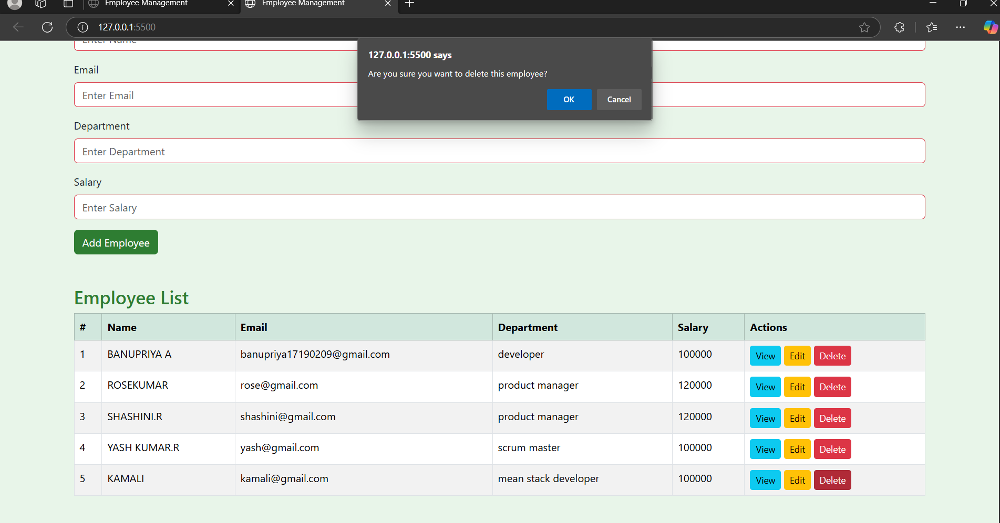 Employee Management
Employee Management
127.0.0.1:5500
Enter Name
127.0.0.1:5500 says
Are you sure you want to delete this employee?
OK
Cancel
Email
Enter Email
Department
Enter Department
Salary
Enter Salary
Add Employee
Employee List
# Name Email Department Salary Actions
1 BANUPRIYA A banupriya17190209@gmail.com developer 100000 View Edit Delete
2 ROSEKUMAR rose@gmail.com product manager 120000 View Edit Delete
3 SHASHINI.R shashini@gmail.com product manager 120000 View Edit Delete
4 YASH KUMAR.R yash@gmail.com scrum master 100000 View Edit Delete
5 KAMALI kamali@gmail.com mean stack developer 100000 View Edit Delete